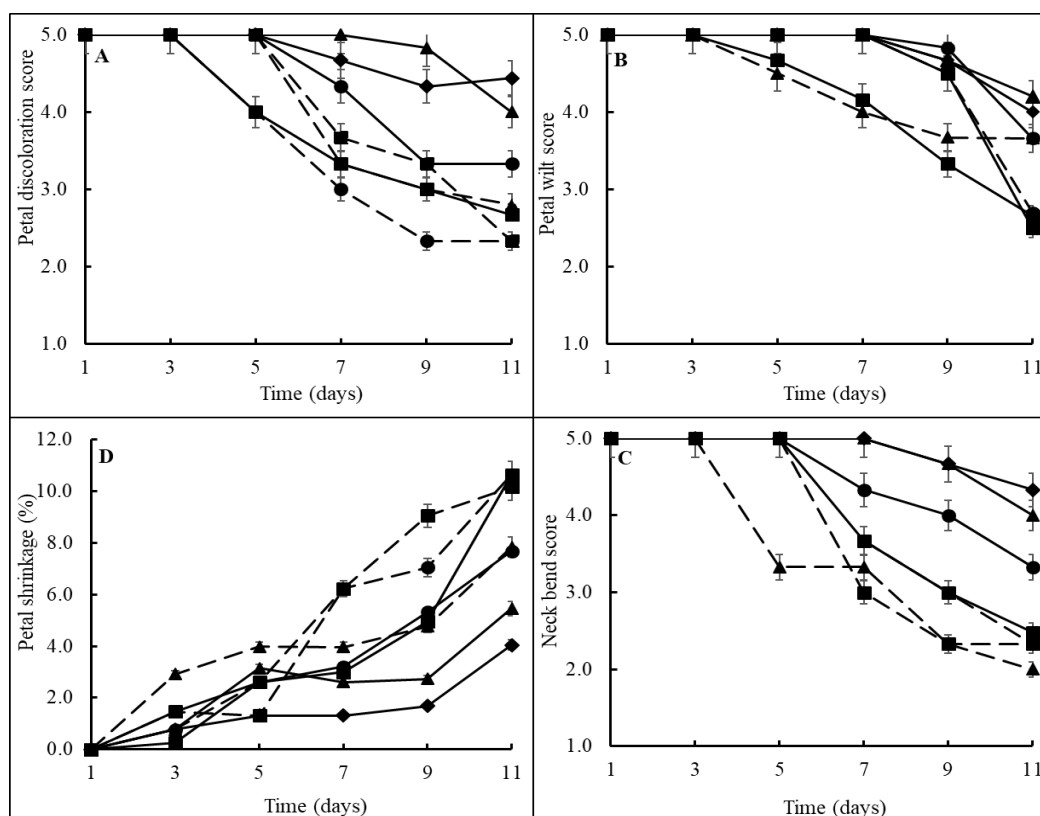 A
Petal discoloration score
5.0
4.0
3.0
2.0
1.0
1 3 5 7 9 11
Time (days)
B
Petal wilt score
5.0
4.0
3.0
2.0
1.0
1 3 5 7 9 11
Time (days)
D
Petal shrinkage (%)
12.0
10.0
8.0
6.0
4.0
2.0
0.0
1 3 5 7 9 11
Time (days)
C
Neck bend score
5.0
4.0
3.0
2.0
1.0
1 3 5 7 9 11
Time (days)